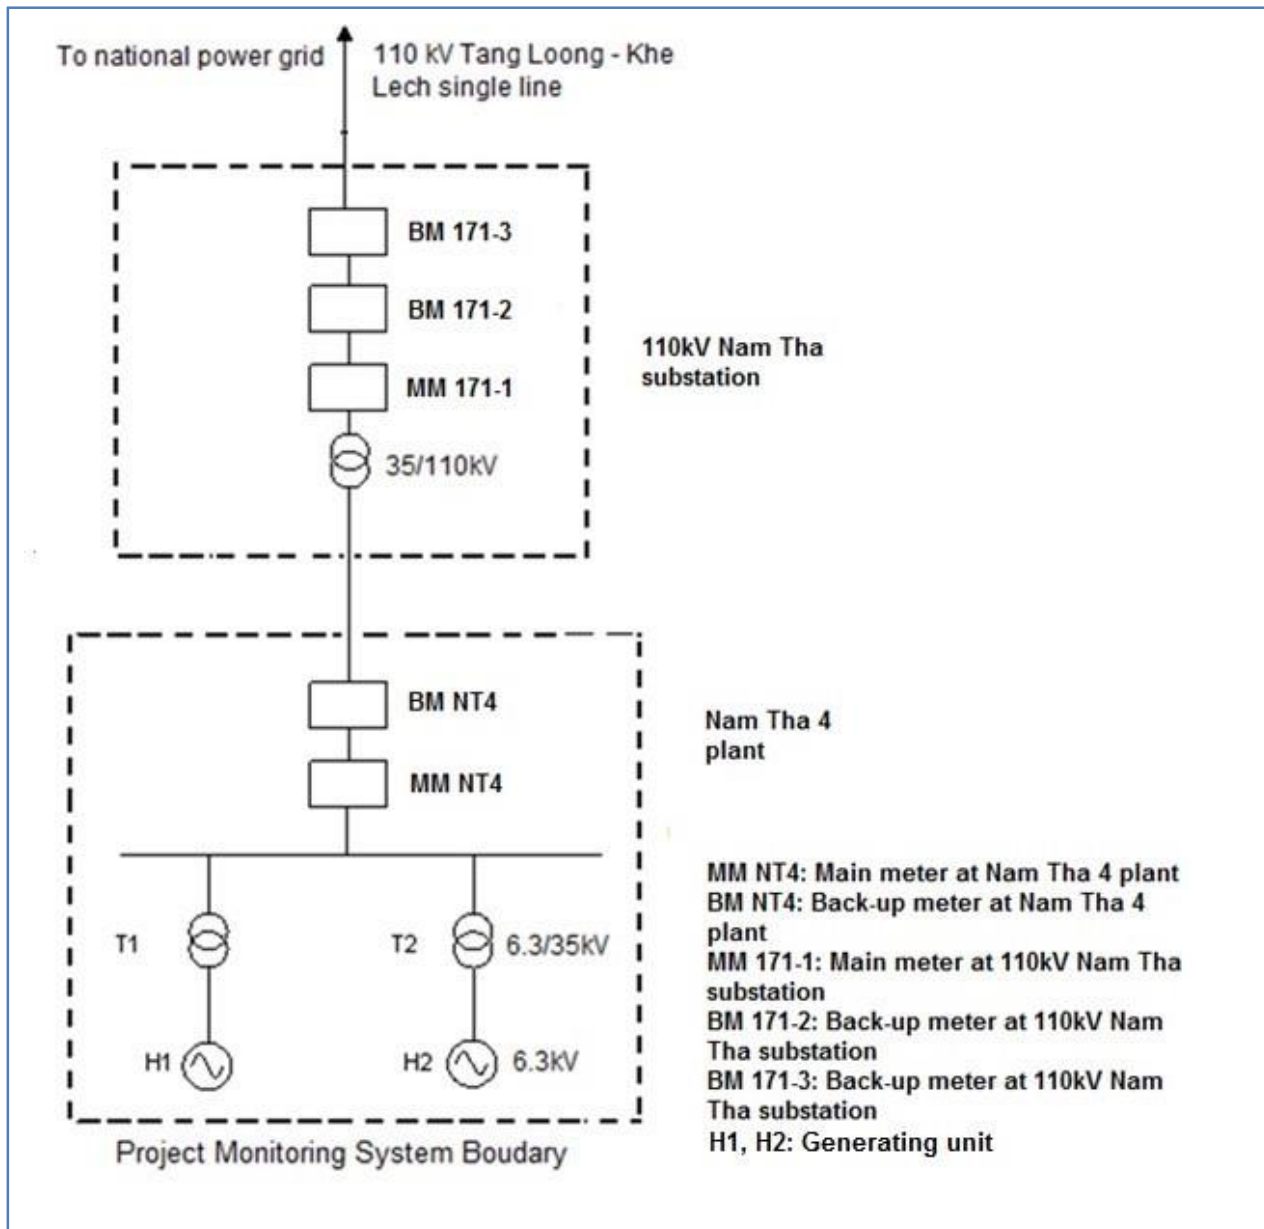 To national power grid
110 kV Tang Loong - Khe
Lech single line
BM 171-3
BM 171-2
MM 171-1
35/110kV
110kV Nam Tha
substation
BM NT4
MM NT4
Nam Tha 4
plant
T1
T2
6.3/35kV
H1
H2
6.3kV
MM NT4: Main meter at Nam Tha 4 plant
BM NT4: Back-up meter at Nam Tha 4
plant
MM 171-1: Main meter at 110kV Nam Tha
substation
BM 171-2: Back-up meter at 110kV Nam
Tha substation
BM 171-3: Back-up meter at 110kV Nam
Tha substation
H1, H2: Generating unit
Project Monitoring System Boudary